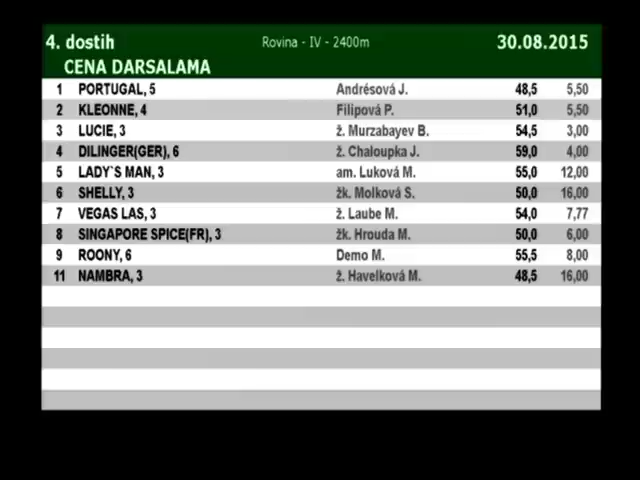 4. dostih Rovina - IV - 2400m 30.08.2015
CENA DARSALAMA
1 PORTUGAL, 5 Andrésová J. 48,5 5,50
2 KLEONNE, 4 Filipová P. 51,0 5,50
3 LUCIE, 3 ž. Murzabayev B. 54,5 3,00
4 DILINGER(GER), 6 ž. Chaloupka J. 59,0 4,00
5 LADY`S MAN, 3 am. Luková M. 55,0 12,00
6 SHELLY, 3 žk. Molková S. 50,0 16,00
7 VEGAS LAS, 3 ž. Laube M. 54,0 7,77
8 SINGAPORE SPICE(FR), 3 žk. Hrouda M. 50,0 6,00
9 ROONY, 6 Demo M. 55,5 8,00
11 NAMBRA, 3 ž. Havelková M. 48,5 16,00